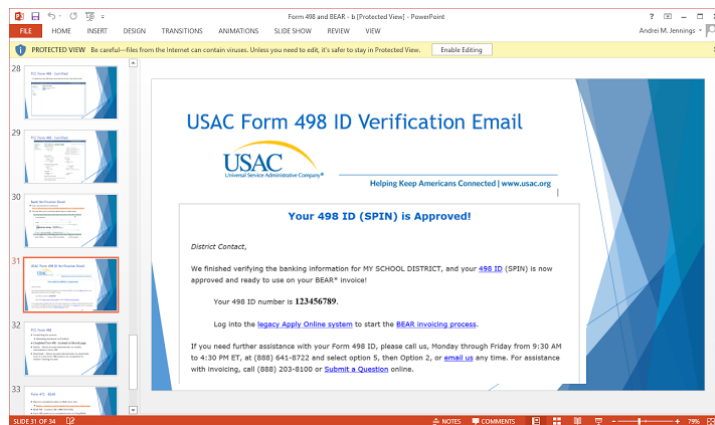 Form 498 and BEAR - b [Protected View] - PowerPoint
FILE HOME INSERT DESIGN TRANSITIONS ANIMATIONS SLIDE SHOW REVIEW VIEW Andrei M. Jennings
PROTECTED VIEW Be careful—files from the Internet can contain viruses. Unless you need to edit, it's safer to stay in Protected View. Enable Editing
28
29
30
31
32
33
USAC Form 498 ID Verification Email
USAC
Universal Service Administrative Company
Helping Keep Americans Connected | www.usac.org
Your 498 ID (SPIN) is Approved!
District Contact,
We finished verifying the banking information for MY SCHOOL DISTRICT, and your 498 ID (SPIN) is now
approved and ready to use on your BEAR* invoice!
Your 498 ID number is 123456789.
Log into the legacy Apply Online system to start the BEAR invoicing process.
If you need further assistance with your Form 498 ID, please call us, Monday through Friday from 9:30 AM
to 4:30 PM ET, at (888) 641-8722 and select option 5, then Option 2, or email us any time. For assistance
with invoicing, call (888) 203-8100 or Submit a Question online.
SLIDE 31 OF 34 NOTES COMMENTS 79%